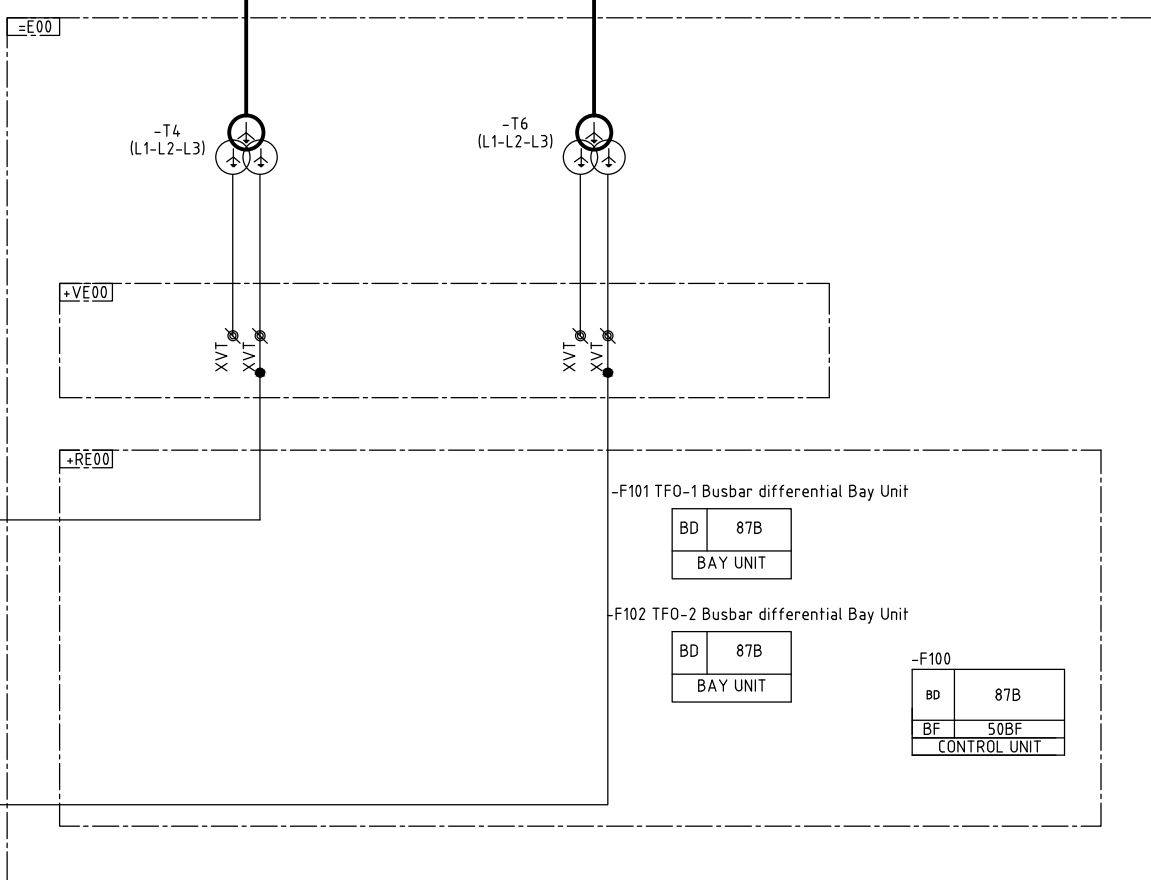 =E00
-T4
(L1-L2-L3)
-T6
(L1-L2-L3)
+VE00
XVT
XVT
XVT
XVT
+RE00
-F101 TFO-1 Busbar differential Bay Unit
BD 87B
BAY UNIT
-F102 TFO-2 Busbar differential Bay Unit
BD 87B
BAY UNIT
-F100
BD 87B
BF 50BF
CONTROL UNIT